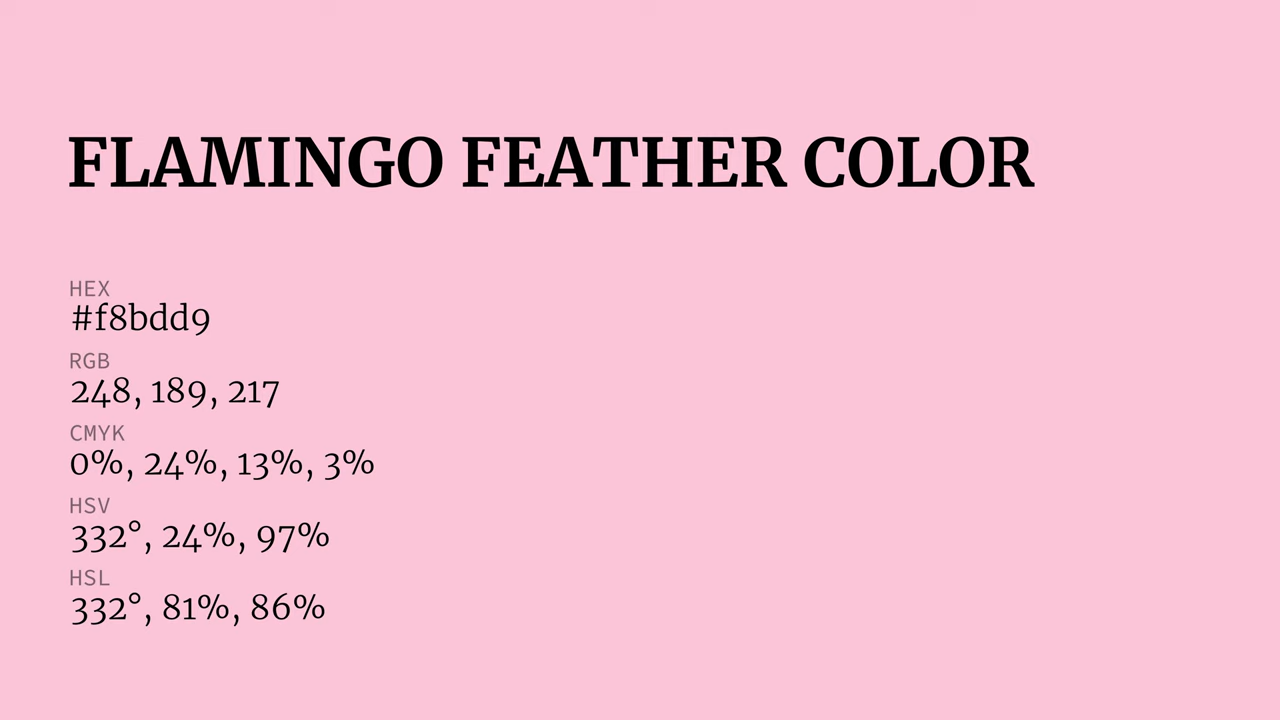 FLAMINGO FEATHER COLOR
HEX
#f8bdd9
RGB
248, 189, 217
CMYK
0%, 24%, 13%, 3%
HSV
332°, 24%, 97%
HSL
332°, 81%, 86%